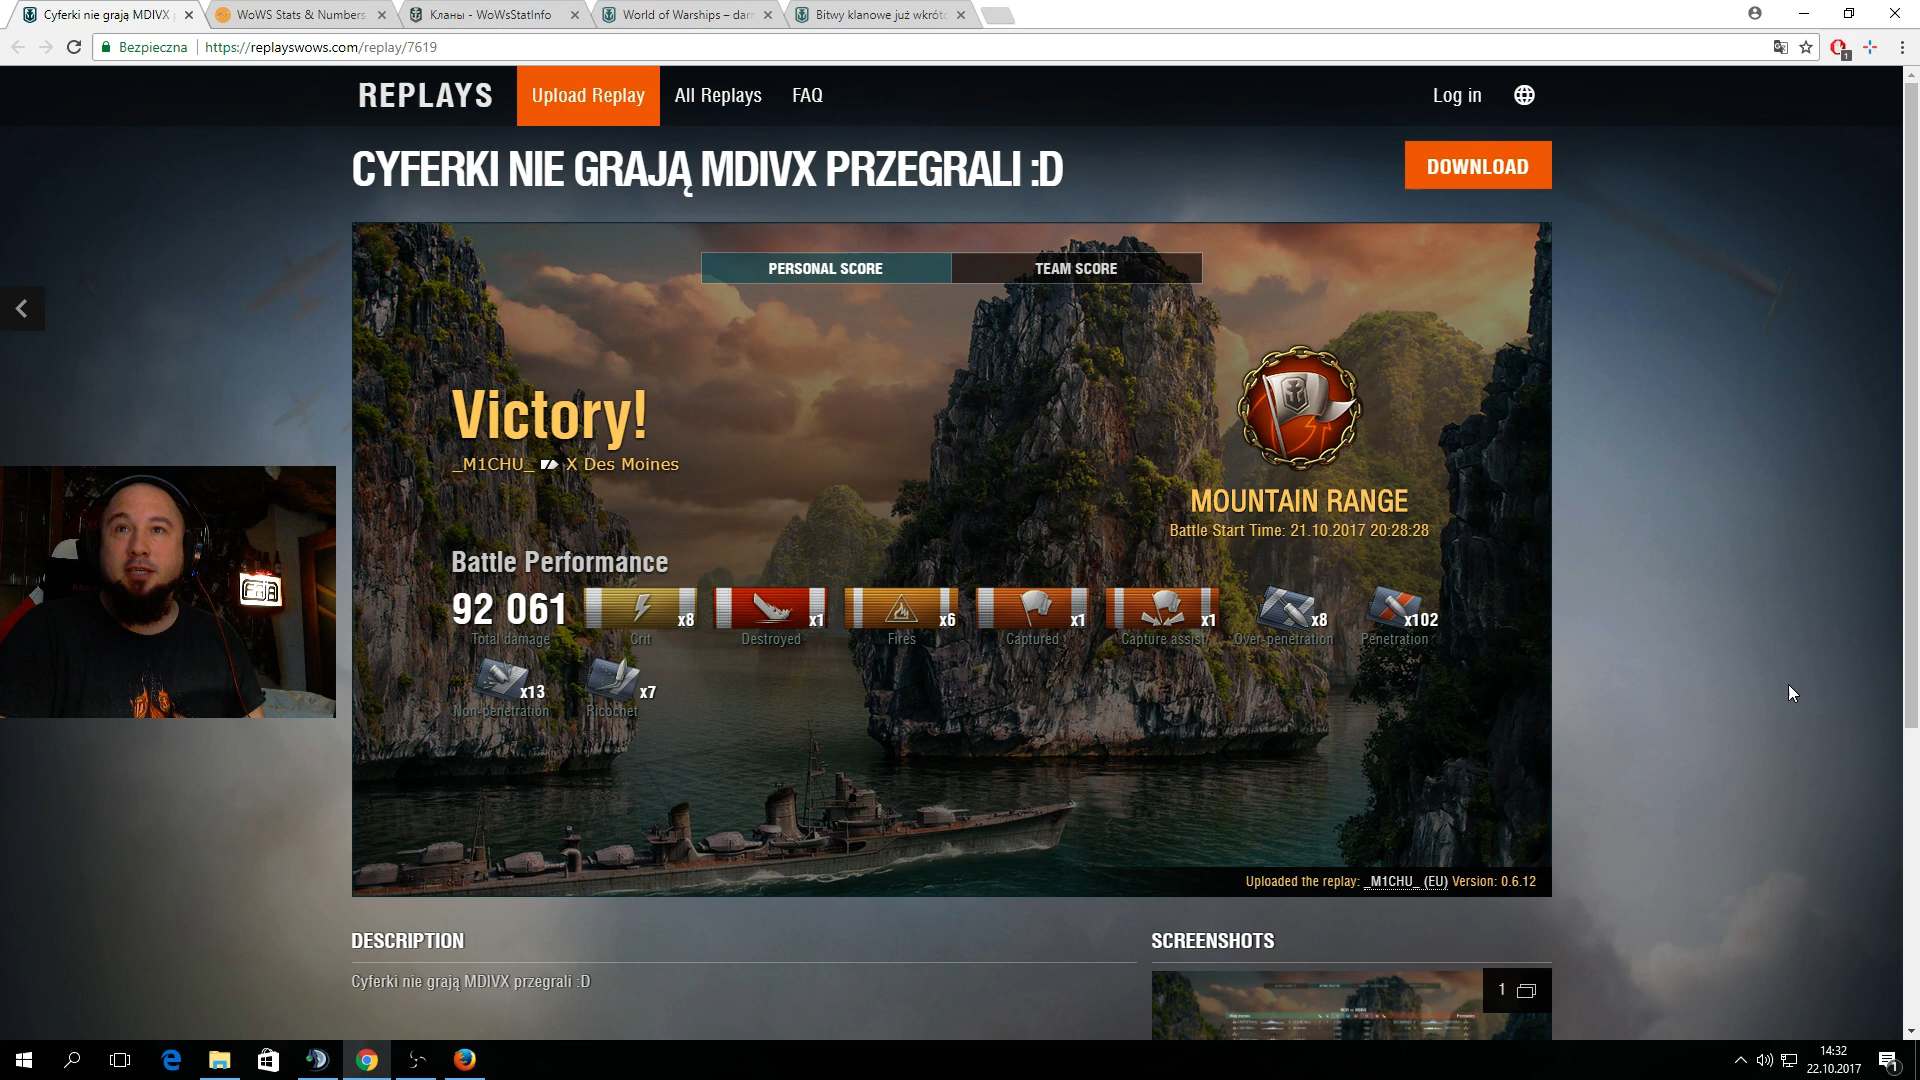 Cyferki nie grają MDIVX
WoWS Stats & Numbers
Кланы - WoWsStatInfo
World of Warships – dar
Bitwy klanowe już wkrót
Bezpieczna
https://replayswows.com/replay/7619
1
REPLAYS
Upload Replay
All Replays
FAQ
Log in
CYFERKI NIE GRAJĄ MDIVX PRZEGRALI :D
DOWNLOAD
PERSONAL SCORE
TEAM SCORE
Victory!
_M1CHU_ X Des Moines
MOUNTAIN RANGE
Battle Start Time: 21.10.2017 20:28:28
Battle Performance
92 061
Total damage
x8
Crit
x1
Destroyed
x6
Fires
x1
Captured
x1
Capture assist
x8
Over-penetration
x102
Penetration
x13
Non-penetration
x7
Ricochet
Uploaded the replay: _M1CHU_ (EU) Version: 0.6.12
DESCRIPTION
Cyferki nie grają MDIVX przegrali :D
SCREENSHOTS
1
14:32
22.10.2017
1